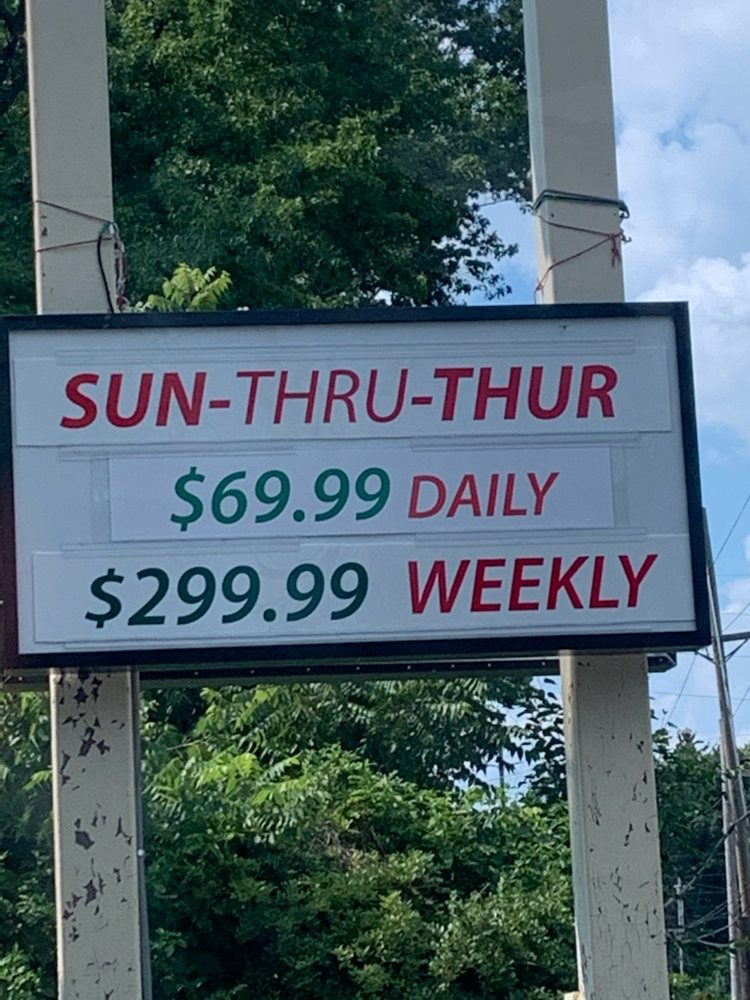 SUN-THRU-THUR
$69.99 DAILY
$299.99 WEEKLY